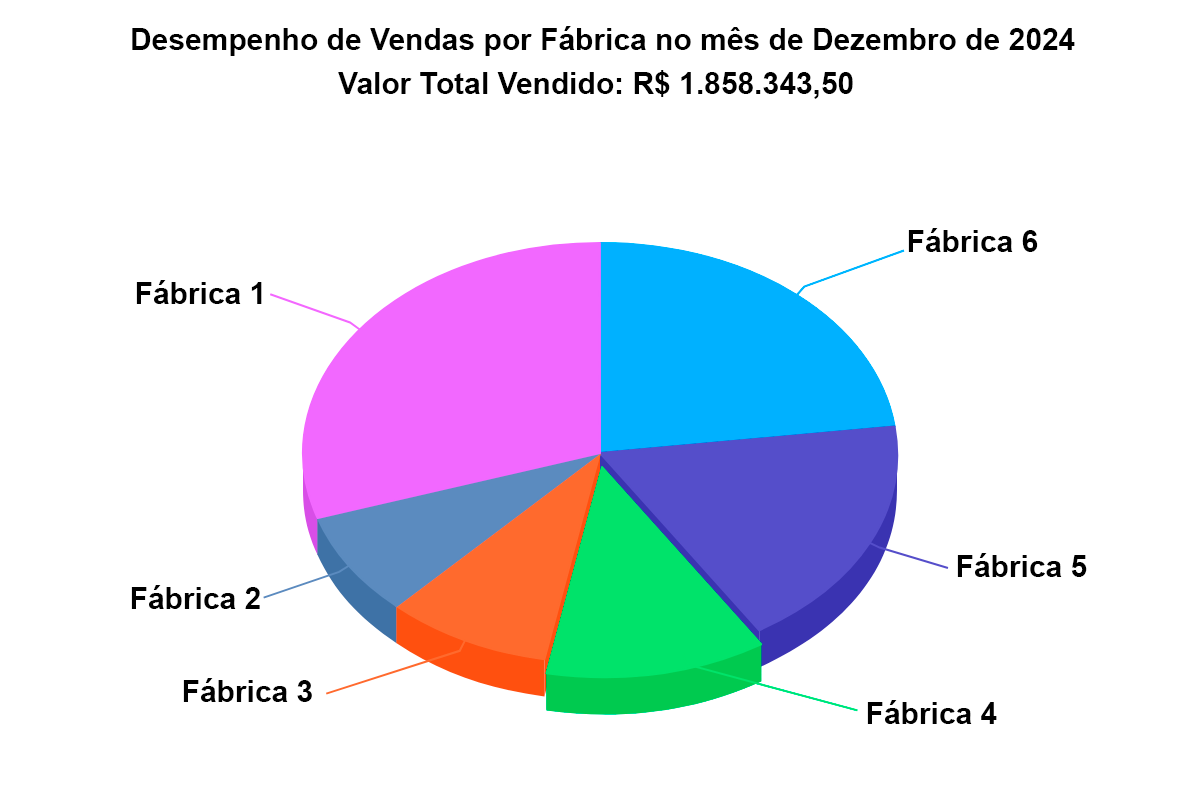 Desempenho de Vendas por Fábrica no mês de Dezembro de 2024
Valor Total Vendido: R$ 1.858.343,50
Fábrica 6
Fábrica 1
Fábrica 5
Fábrica 2
Fábrica 3
Fábrica 4